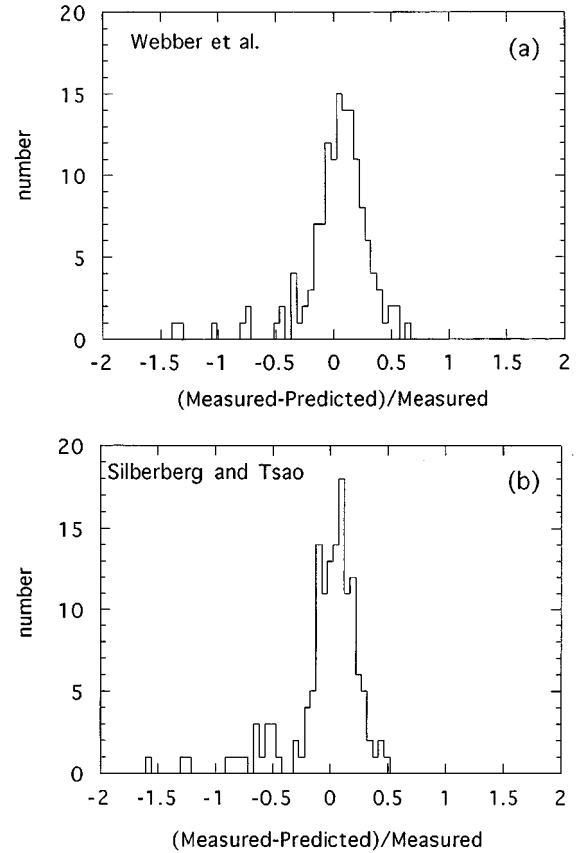 20
Webber et al.
(a)
15
number
10
5
0
-2 -1.5 -1 -0.5 0 0.5 1 1.5 2
(Measured-Predicted)/Measured
20
Silberberg and Tsao
(b)
15
number
10
5
0
-2 -1.5 -1 -0.5 0 0.5 1 1.5 2
(Measured-Predicted)/Measured